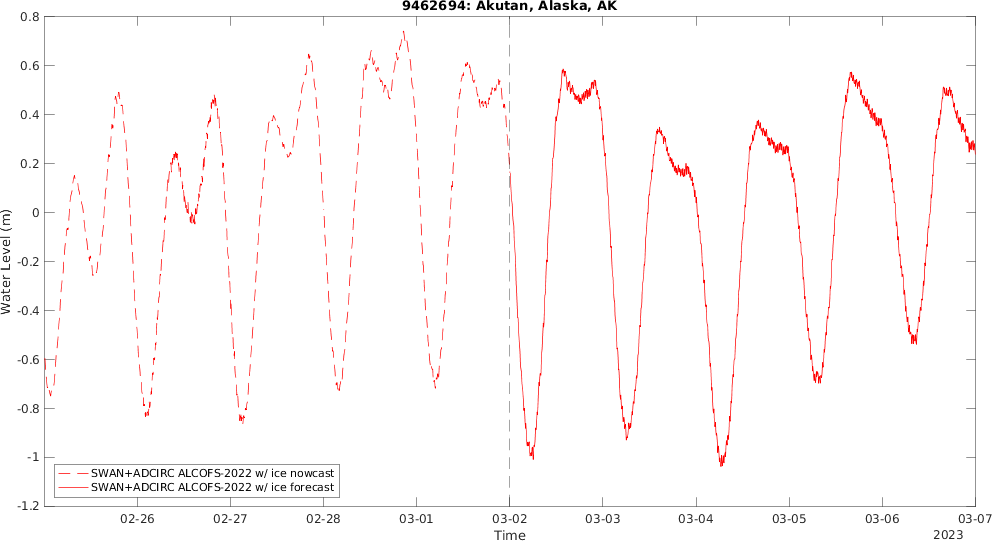 9462694: Akutan, Alaska, AK
Water Level (m)
0.8
0.6
0.4
0.2
0
-0.2
-0.4
-0.6
-0.8
-1
-1.2
SWAN+ADCIRC ALCOFS-2022 w/ ice nowcast
SWAN+ADCIRC ALCOFS-2022 w/ ice forecast
02-26 02-27 02-28 03-01 03-02 03-03 03-04 03-05 03-06 03-07
Time
2023